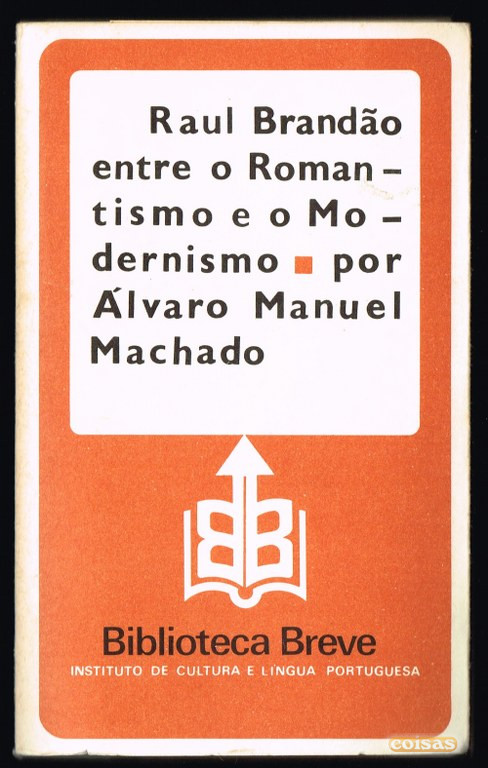 Raul Brandão
entre o Roman-
tismo e o Mo-
dernismo ■ por
Álvaro Manuel
Machado
BB
Biblioteca Breve
INSTITUTO DE CULTURA E LÍNGUA PORTUGUESA
coisas